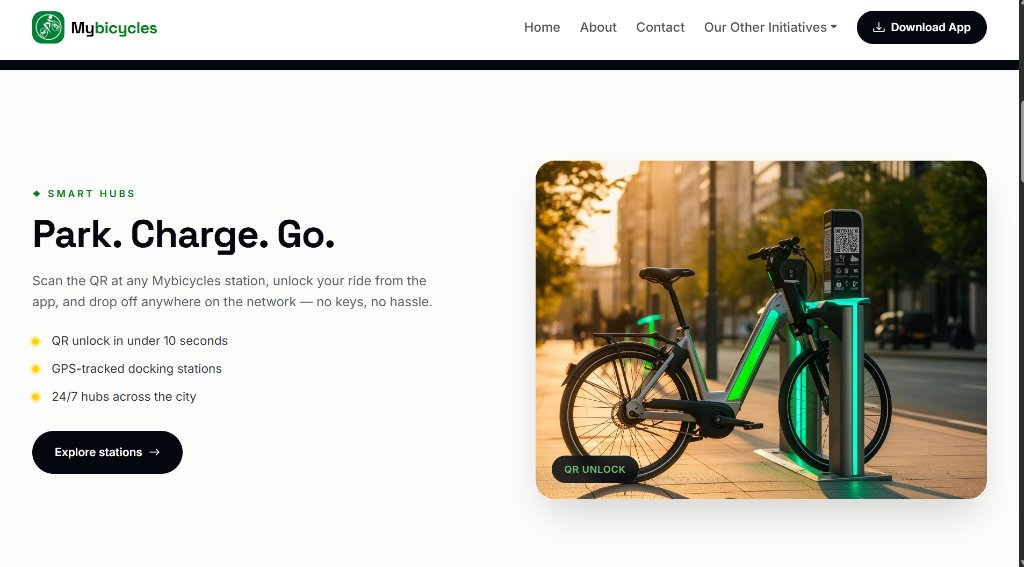 Mybicycles
Home
About
Contact
Our Other Initiatives
Download App
SMART HUBS
Park. Charge. Go.
Scan the QR at any Mybicycles station, unlock your ride from the
app, and drop off anywhere on the network — no keys, no hassle.
QR unlock in under 10 seconds
GPS-tracked docking stations
24/7 hubs across the city
Explore stations →
QR UNLOCK